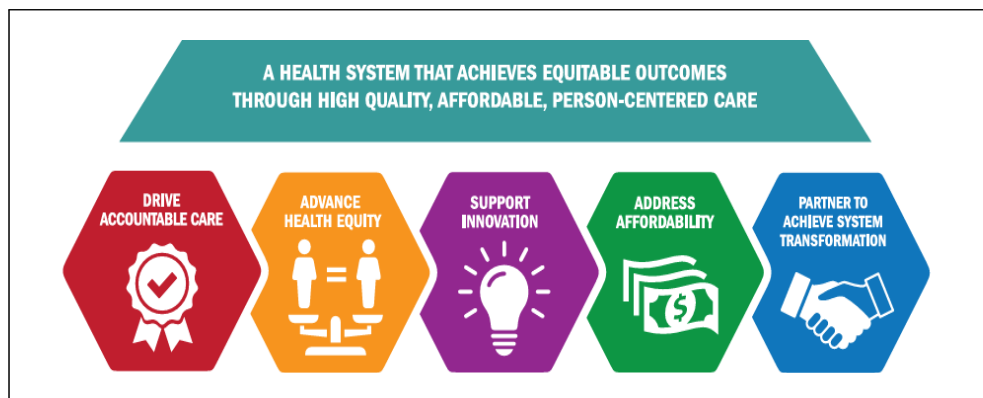 A HEALTH SYSTEM THAT ACHIEVES EQUITABLE OUTCOMES
THROUGH HIGH QUALITY, AFFORDABLE, PERSON-CENTERED CARE
DRIVE
ACCOUNTABLE CARE
ADVANCE
HEALTH EQUITY
SUPPORT
INNOVATION
ADDRESS
AFFORDABILITY
PARTNER TO
ACHIEVE SYSTEM
TRANSFORMATION